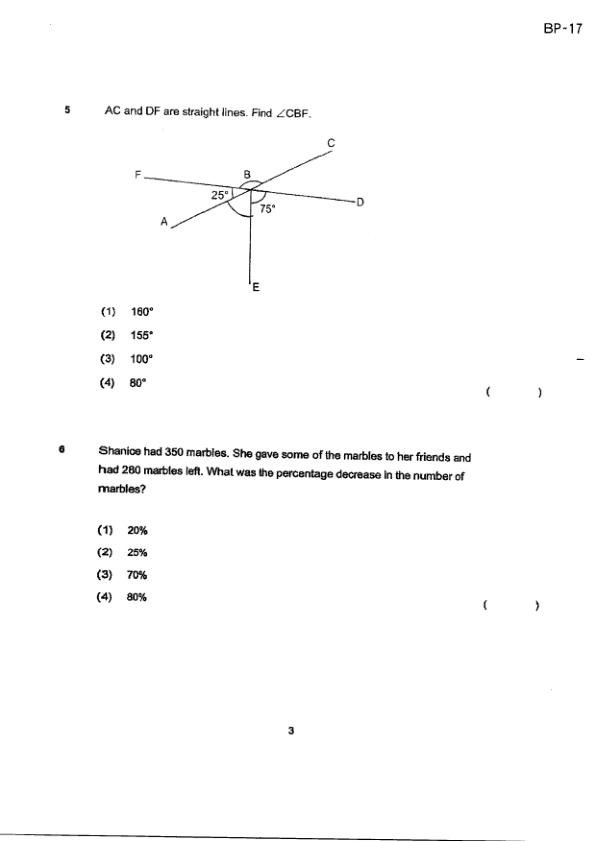 BP-17
5 AC and DF are straight lines. Find ∠CBF.
C
F
B
25°
D
75°
A
E
(1) 160°
(2) 155°
(3) 100°
(4) 80°
( )
6 Shanice had 350 marbles. She gave some of the marbles to her friends and
had 280 marbles left. What was the percentage decrease in the number of
marbles?
(1) 20%
(2) 25%
(3) 70%
(4) 80%
( )
3